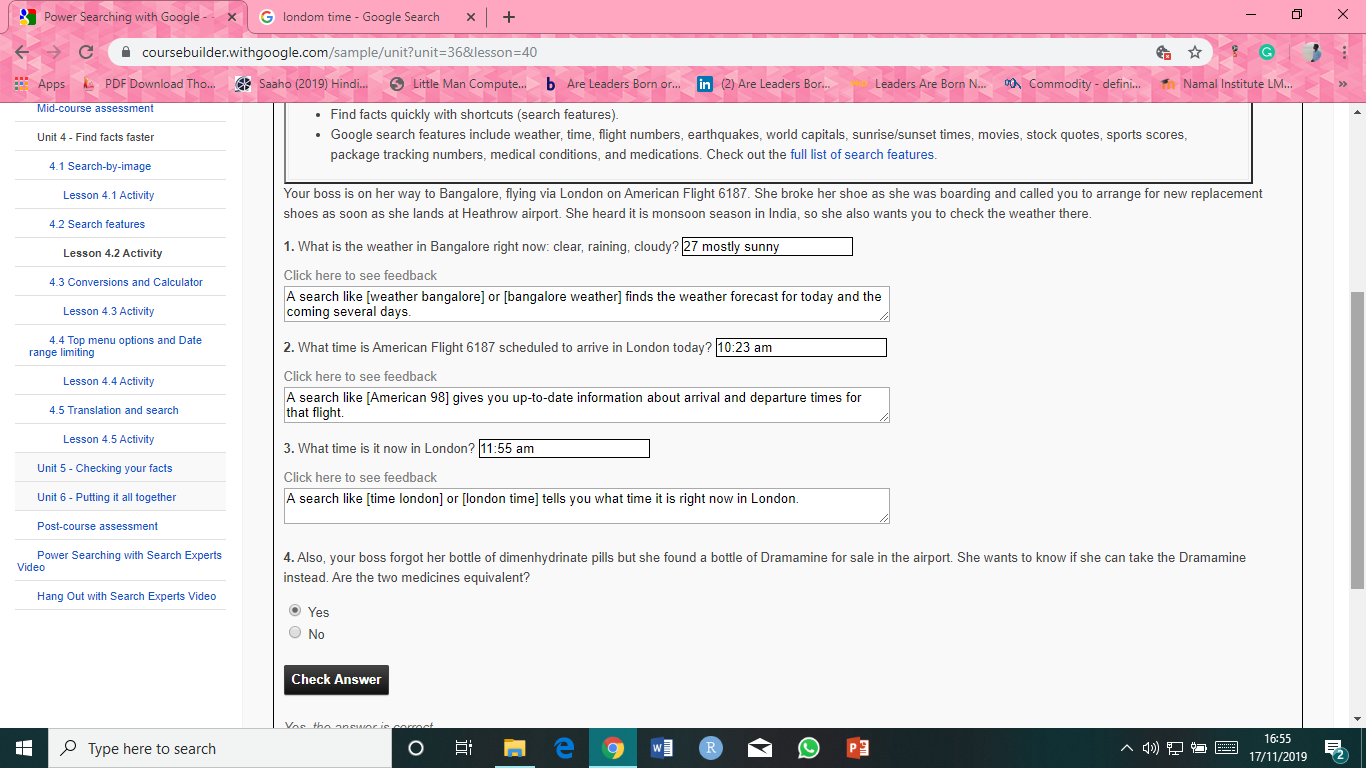 Power Searching with Google -
londom time - Google Search
coursebuilder.withgoogle.com/sample/unit?unit=36&lesson=40
Apps
PDF Download Tho...
Saaho (2019) Hindi...
Little Man Compute...
Are Leaders Born or...
(2) Are Leaders Bor...
Leaders Are Born N...
Commodity - defini...
Namal Institute LM...
Mid-course assessment
Unit 4 - Find facts faster
4.1 Search-by-image
Lesson 4.1 Activity
4.2 Search features
Lesson 4.2 Activity
4.3 Conversions and Calculator
Lesson 4.3 Activity
4.4 Top menu options and Date
range limiting
Lesson 4.4 Activity
4.5 Translation and search
Lesson 4.5 Activity
Unit 5 - Checking your facts
Unit 6 - Putting it all together
Post-course assessment
Power Searching with Search Experts
Video
Hang Out with Search Experts Video
• Find facts quickly with shortcuts (search features).
• Google search features include weather, time, flight numbers, earthquakes, world capitals, sunrise/sunset times, movies, stock quotes, sports scores,
package tracking numbers, medical conditions, and medications. Check out the full list of search features.
Your boss is on her way to Bangalore, flying via London on American Flight 6187. She broke her shoe as she was boarding and called you to arrange for new replacement
shoes as soon as she lands at Heathrow airport. She heard it is monsoon season in India, so she also wants you to check the weather there.
1. What is the weather in Bangalore right now: clear, raining, cloudy? 27 mostly sunny
Click here to see feedback
A search like [weather bangalore] or [bangalore weather] finds the weather forecast for today and the
coming several days.
2. What time is American Flight 6187 scheduled to arrive in London today? 10:23 am
Click here to see feedback
A search like [American 98] gives you up-to-date information about arrival and departure times for
that flight.
3. What time is it now in London? 11:55 am
Click here to see feedback
A search like [time london] or [london time] tells you what time it is right now in London.
4. Also, your boss forgot her bottle of dimenhydrinate pills but she found a bottle of Dramamine for sale in the airport. She wants to know if she can take the Dramamine
instead. Are the two medicines equivalent?
Yes
No
Check Answer
Yes, the answer is correct
Type here to search
16:55
17/11/2019
2